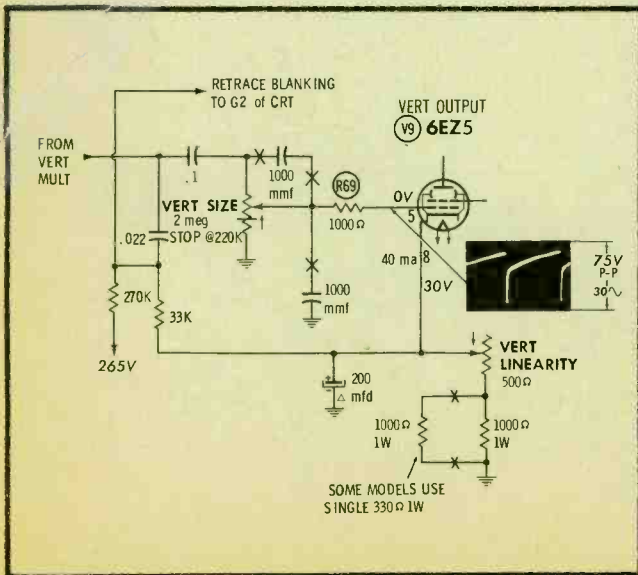 RETRACE BLANKING
TO G2 of CRT
VERT OUTPUT
V9 6EZ5
FROM
VERT
MULT
.1
1000
mmf
R69
VERT SIZE
2 meg
STOP @220K
1000Ω
0V
5
.022
40 ma
8
30V
75V
P-P
30~
1000
mmf
270K
33K
265V
VERT
LINEARITY
500Ω
200
mfd
1000Ω
1W
1000Ω
1W
SOME MODELS USE
SINGLE 330Ω 1W